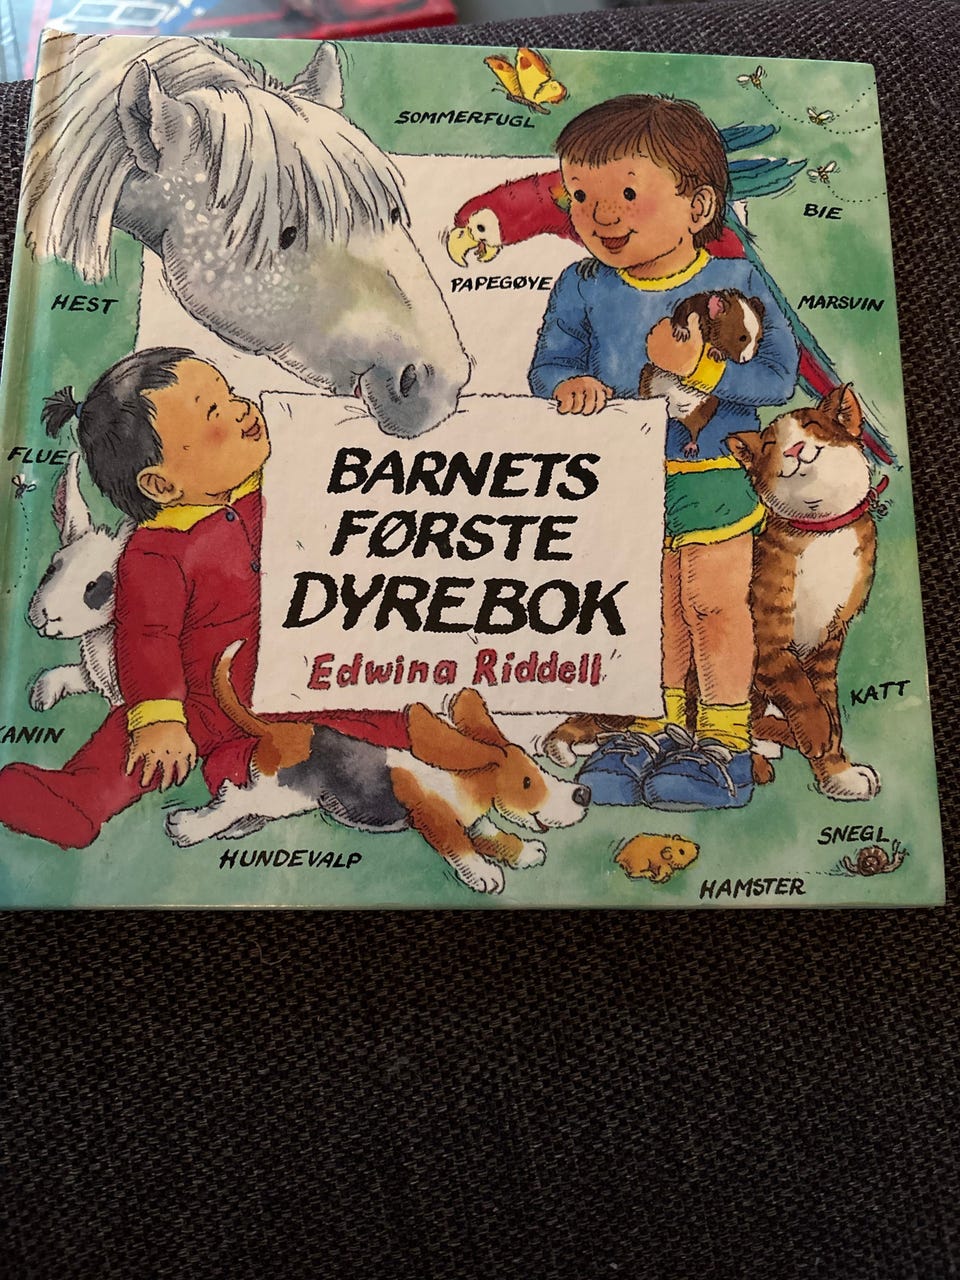 SOMMERFUGL
BIE
PAPEGØYE
HEST
MARSVIN
FLUE
BARNETS
FØRSTE
DYREBOK
Edwina Riddell
KATT
KANIN
HUNDEVALP
SNEGL
HAMSTER